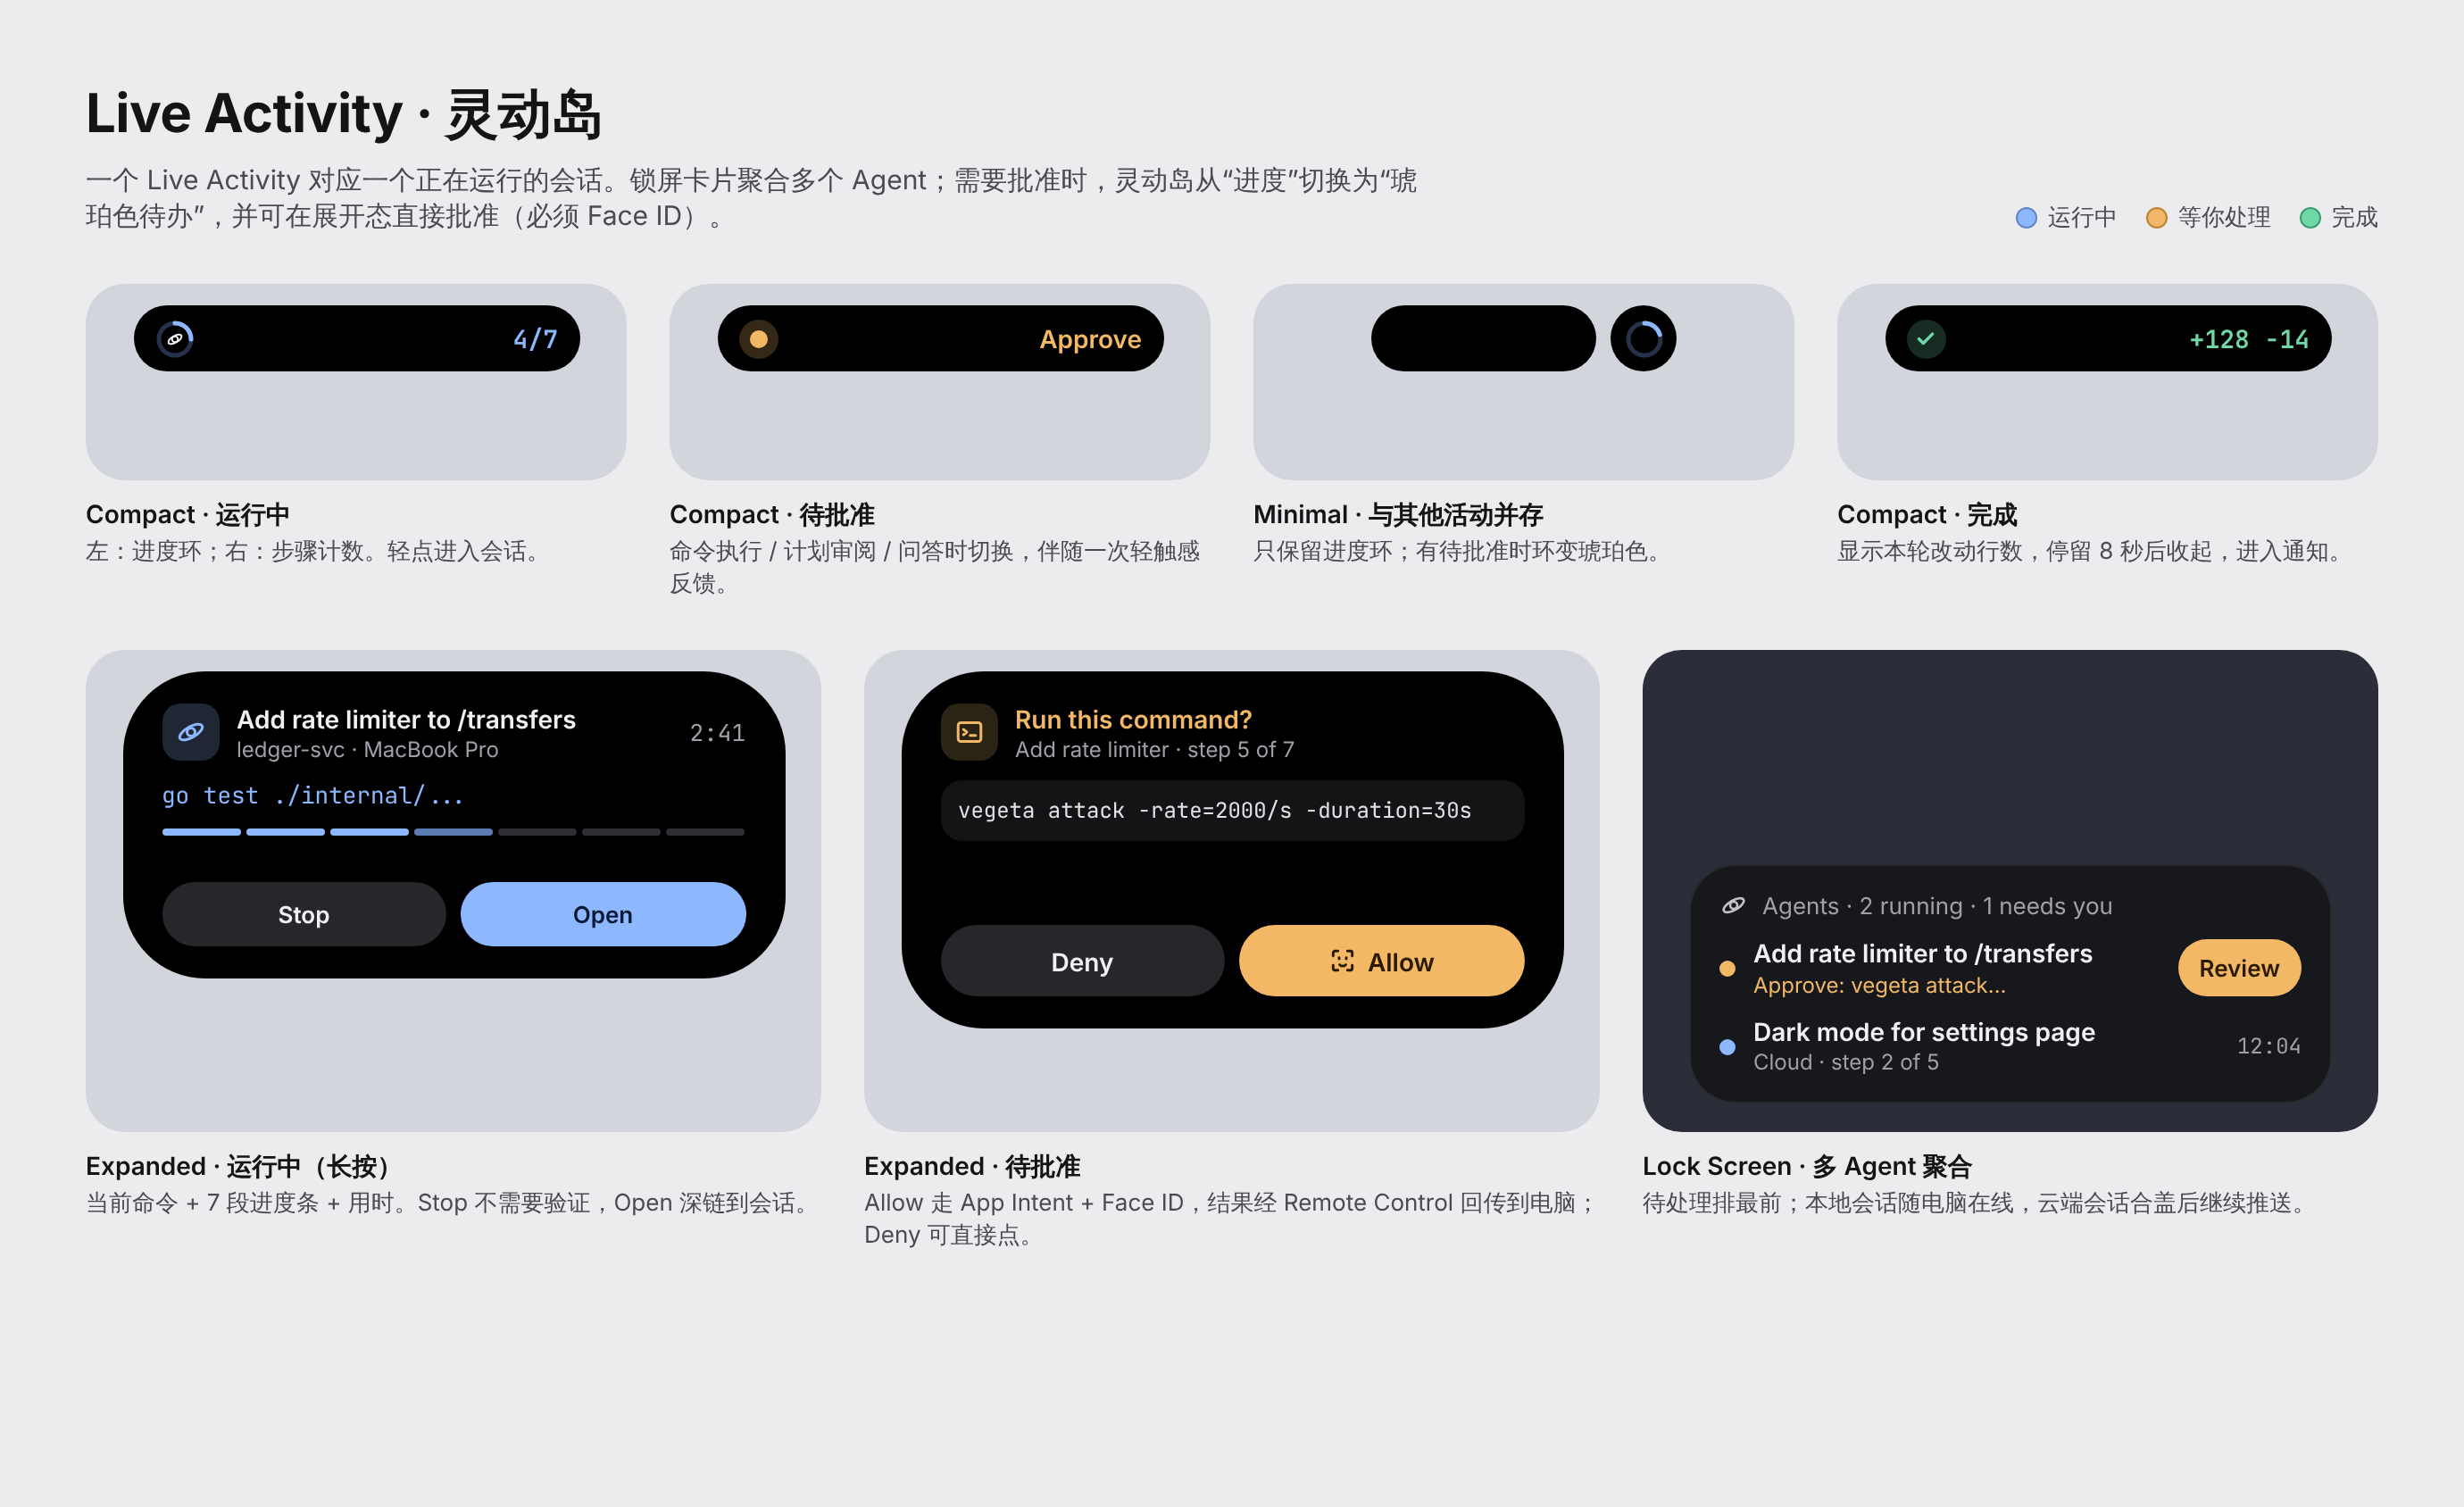 Live Activity · 灵动岛
一个 Live Activity 对应一个正在运行的会话。锁屏卡片聚合多个 Agent；需要批准时，灵动岛从“进度”切换为“琥
珀色待办”，并可在展开态直接批准（必须 Face ID）。
运行中 等你处理 完成
4/7
Approve
+128 -14
Compact · 运行中
左：进度环；右：步骤计数。轻点进入会话。
Compact · 待批准
命令执行 / 计划审阅 / 问答时切换，伴随一次轻触感
反馈。
Minimal · 与其他活动并存
只保留进度环；有待批准时环变琥珀色。
Compact · 完成
显示本轮改动行数，停留 8 秒后收起，进入通知。
Add rate limiter to /transfers
ledger-svc · MacBook Pro
2:41
go test ./internal/...
Stop
Open
Run this command?
Add rate limiter · step 5 of 7
vegeta attack -rate=2000/s -duration=30s
Deny
Allow
Agents · 2 running · 1 needs you
Add rate limiter to /transfers
Approve: vegeta attack...
Review
Dark mode for settings page
Cloud · step 2 of 5
12:04
Expanded · 运行中（长按）
当前命令 + 7 段进度条 + 用时。Stop 不需要验证，Open 深链到会话。
Expanded · 待批准
Allow 走 App Intent + Face ID，结果经 Remote Control 回传到电脑；
Deny 可直接点。
Lock Screen · 多 Agent 聚合
待处理排最前；本地会话随电脑在线，云端会话合盖后继续推送。